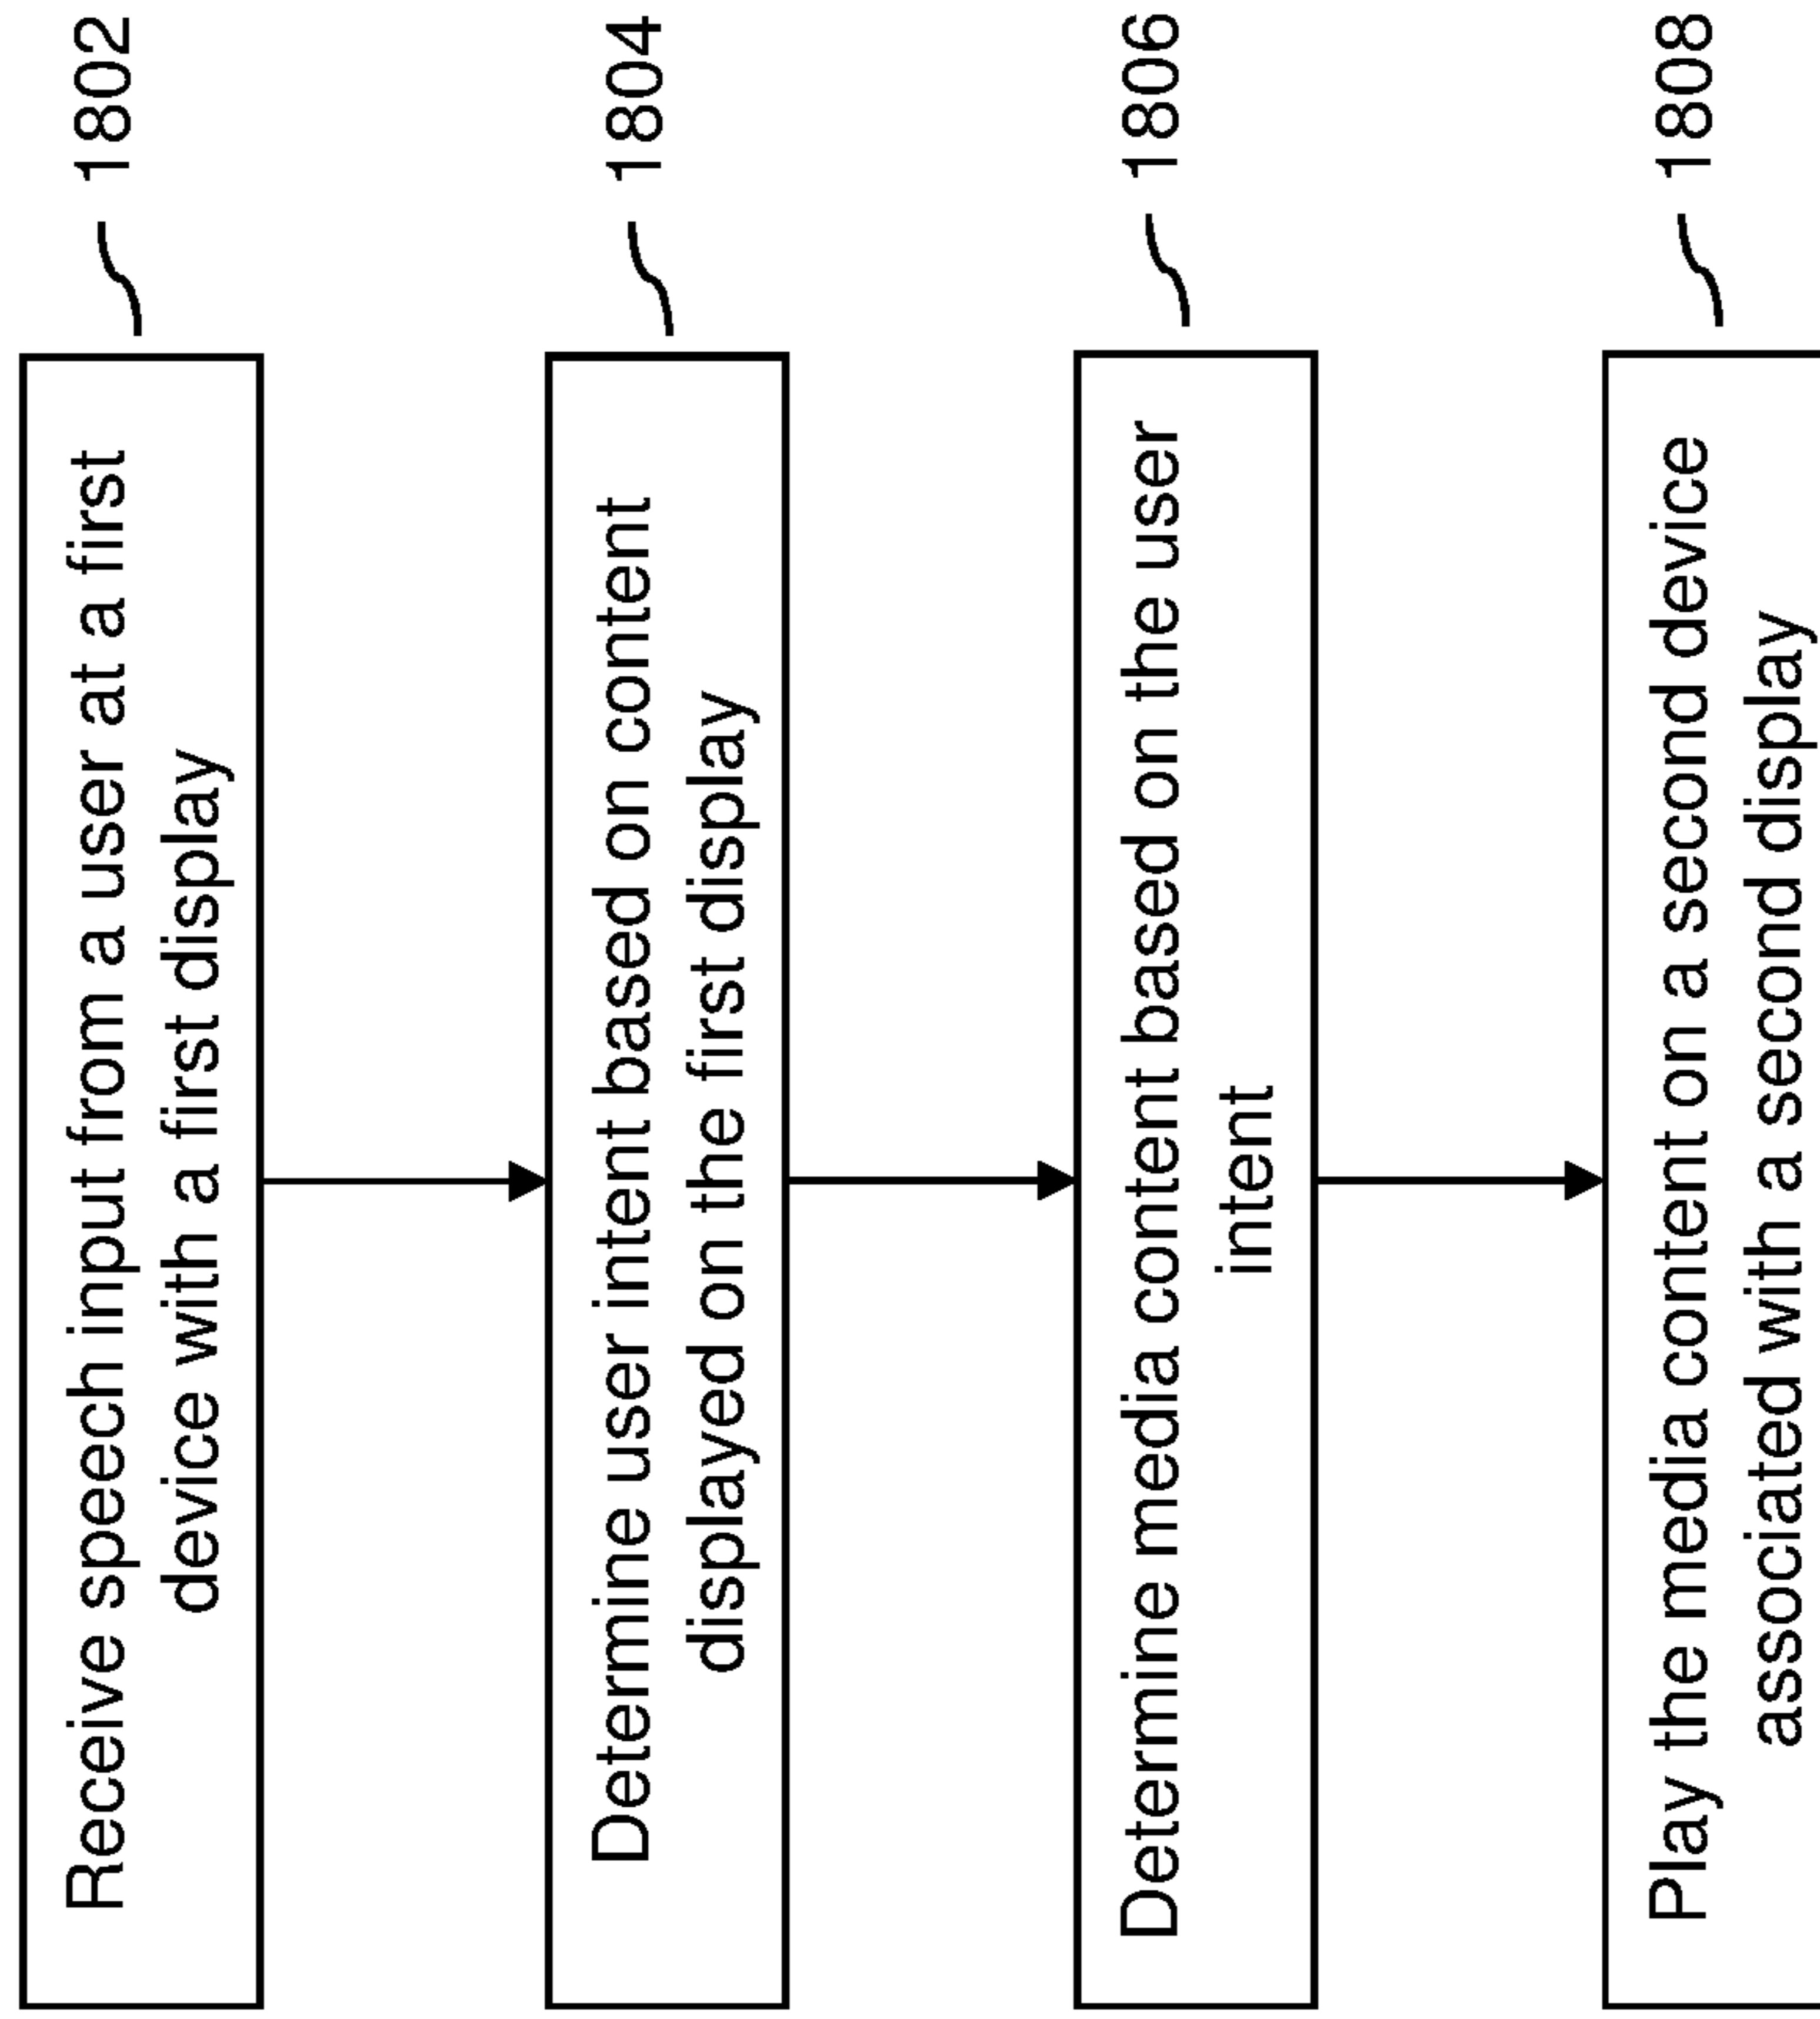 Receive speech input from a user at a first
device with a first display
1802
Determine user intent based on content
displayed on the first display
1804
Determine media content based on the user
intent
1806
Play the media content on a second device
associated with a second display
1808